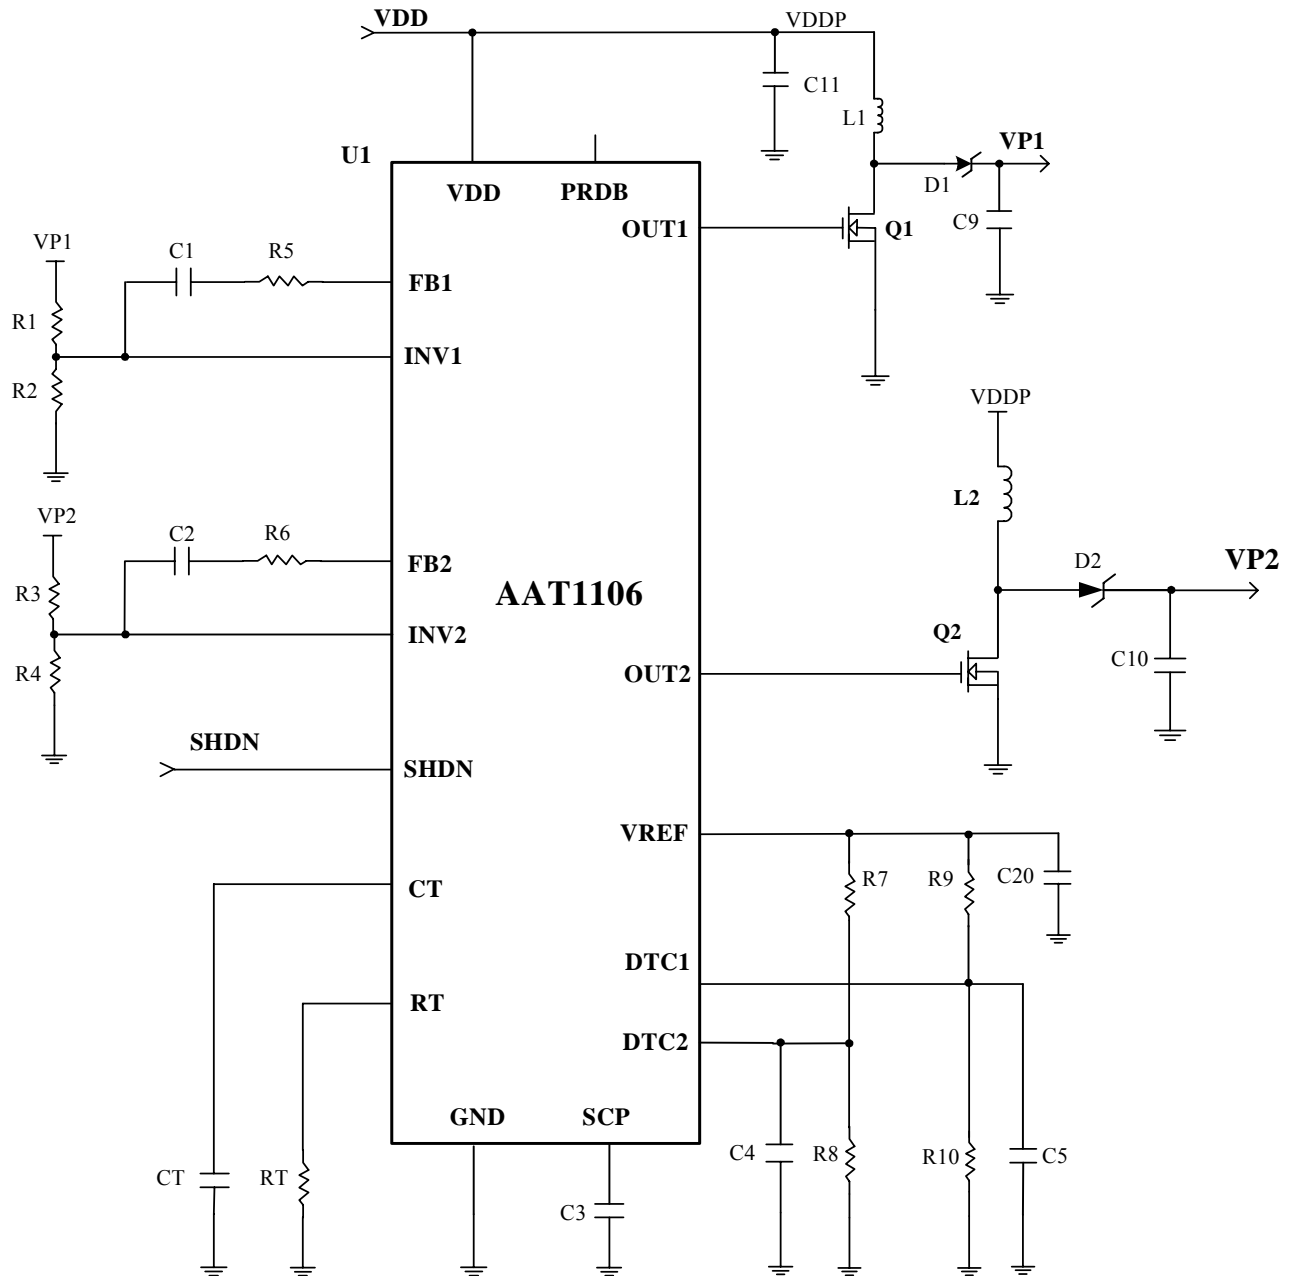 VDD
VDDP
C11
L1
U1
VP1
VDD
PRDB
D1
OUT1
Q1
C9
VP1
C1
R5
FB1
R1
INV1
R2
VDDP
L2
VP2
C2
R6
FB2
D2
VP2
R3
AAT1106
INV2
Q2
R4
OUT2
C10
SHDN
SHDN
VREF
CT
R7
R9
C20
DTC1
RT
DTC2
GND
SCP
CT
RT
C3
C4
R8
R10
C5